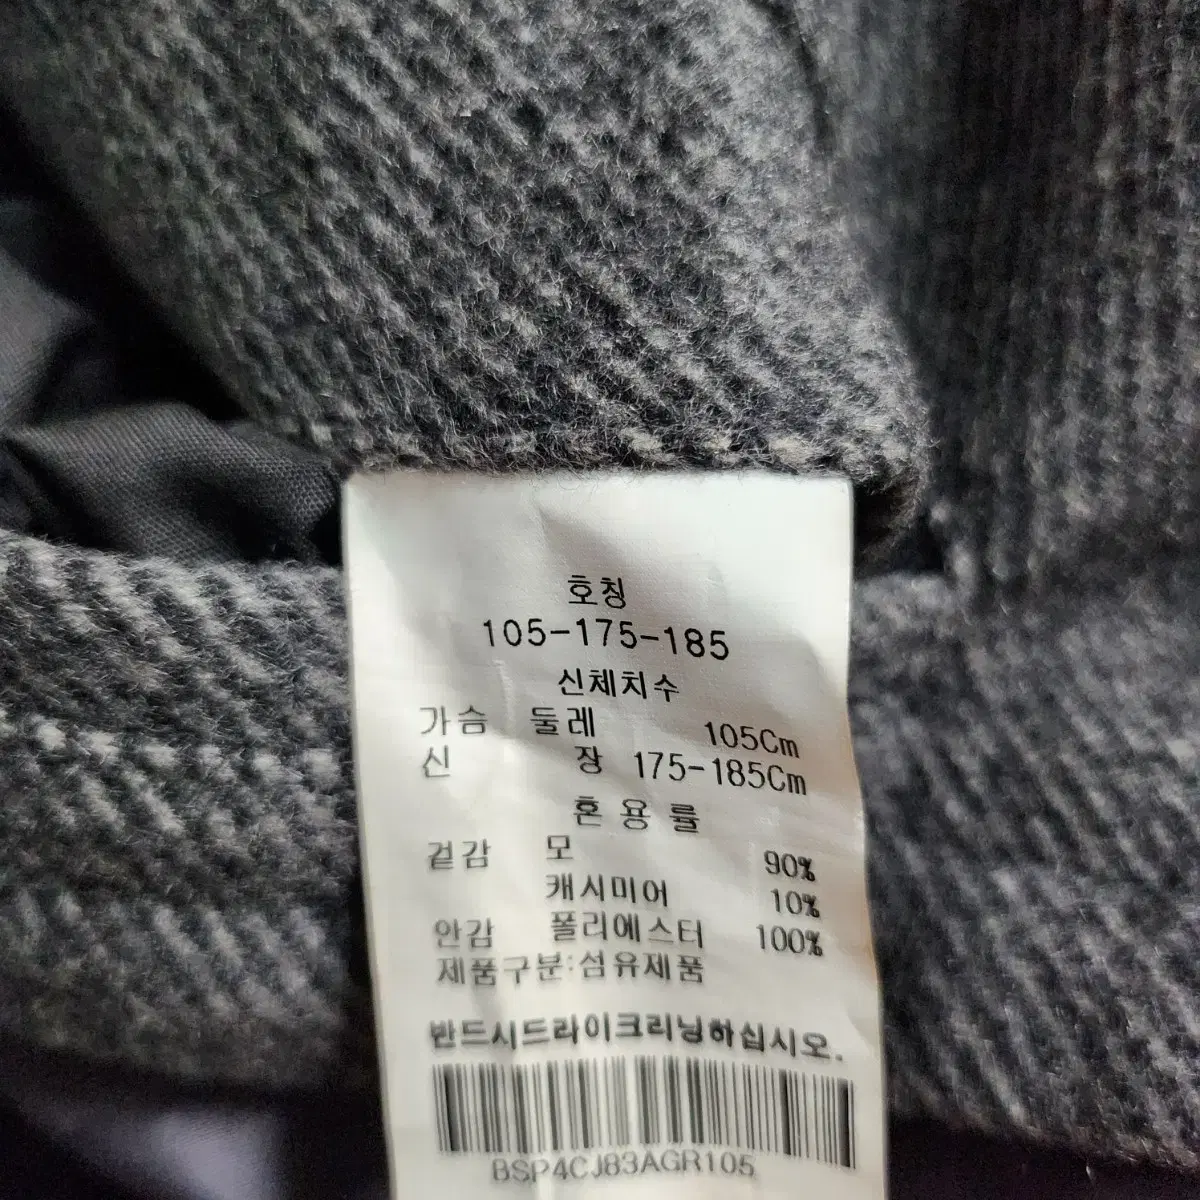 호칭
105-175-185
신체치수
가슴 둘레 105Cm
신 장 175-185Cm
혼 용 률
겉감 모 90%
캐시미어 10%
안감 폴리에스터 100%
제품구분:섬유제품
반드시드라이크리닝하십시오.
BSP4CJ83AGR105